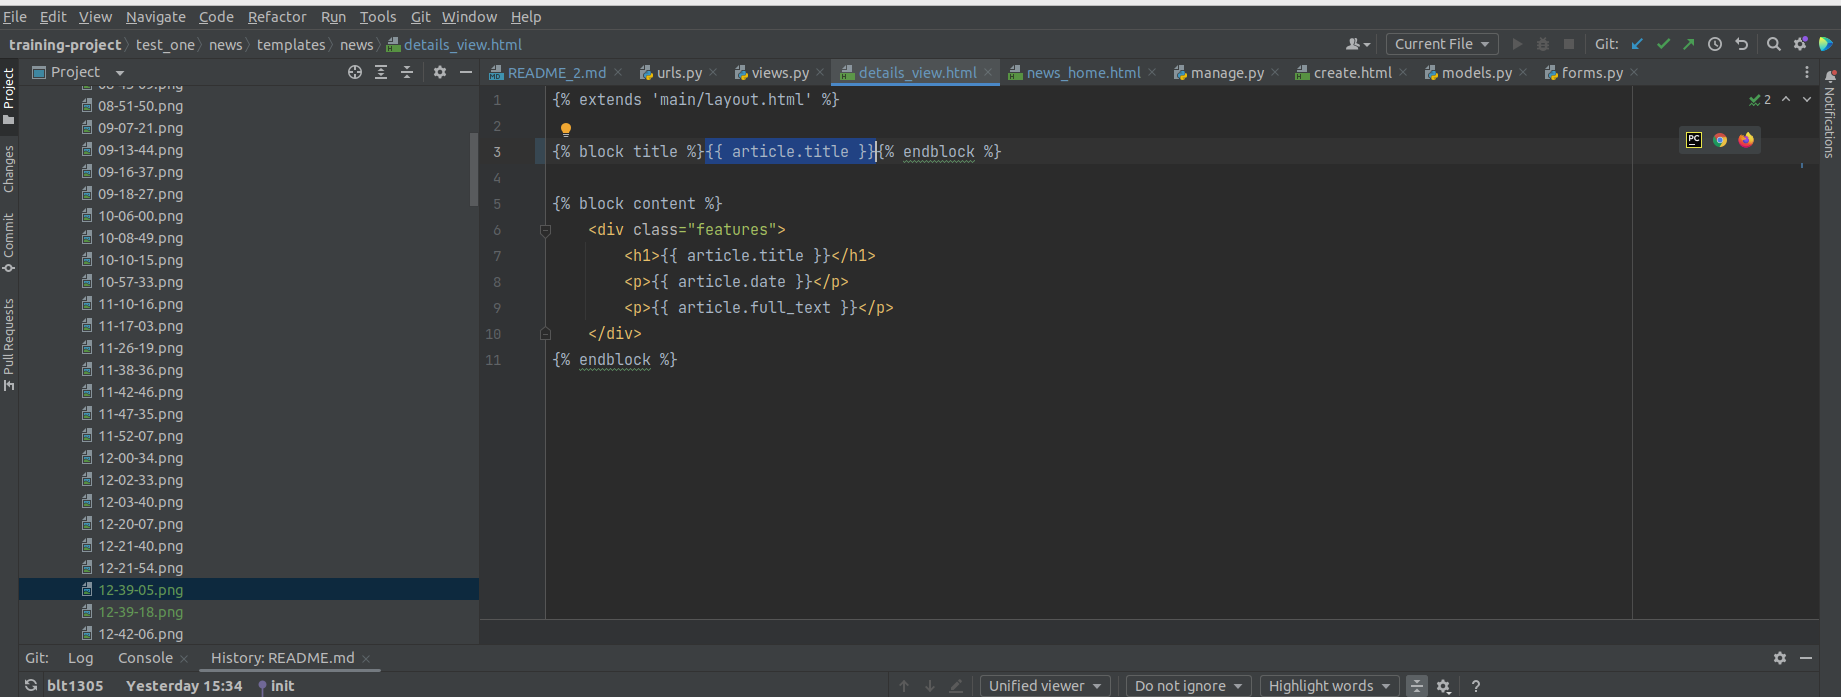 File Edit View Navigate Code Refactor Run Tools Git Window Help
training-project test_one news templates news details_view.html Current File Git:
Project
README_2.md urls.py views.py details_view.html news_home.html manage.py create.html models.py forms.py
Project
Changes
Commit
Pull Requests
08-51-50.png
09-07-21.png
09-13-44.png
09-16-37.png
09-18-27.png
10-06-00.png
10-08-49.png
10-10-15.png
10-57-33.png
11-10-16.png
11-17-03.png
11-26-19.png
11-38-36.png
11-42-46.png
11-47-35.png
11-52-07.png
12-00-34.png
12-02-33.png
12-03-40.png
12-20-07.png
12-21-40.png
12-21-54.png
12-39-05.png
12-39-18.png
12-42-06.png
1 {% extends 'main/layout.html' %}
2
3 {% block title %}{{ article.title }}{% endblock %}
4
5 {% block content %}
6 <div class="features">
7 <h1>{{ article.title }}</h1>
8 <p>{{ article.date }}</p>
9 <p>{{ article.full_text }}</p>
10 </div>
11 {% endblock %}
2
PC
Notifications
Git: Log Console History: README.md
blt1305 Yesterday 15:34 init Unified viewer Do not ignore Highlight words ?